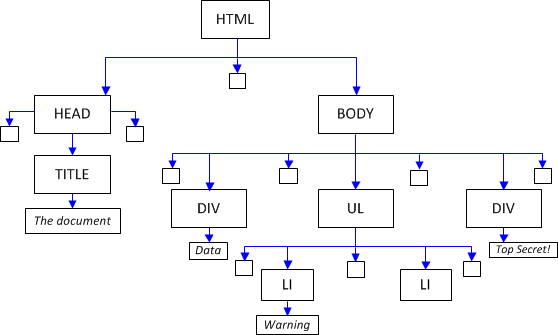 HTML
HEAD
BODY
TITLE
The document
DIV
UL
DIV
Data
Top Secret!
LI
LI
Warning